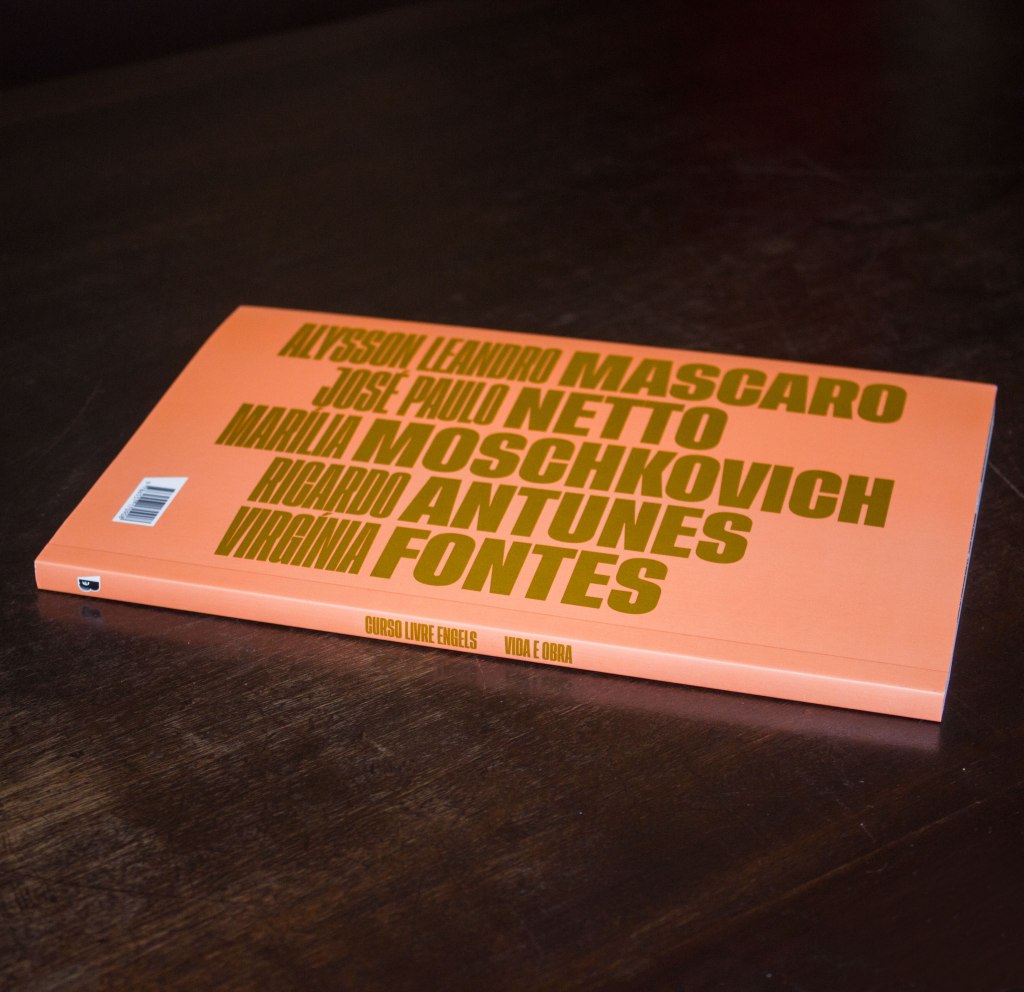 ALYSSON LEANDRO MASCARO
JOSÉ PAULO NETTO
MARÍLIA MOSCHKOVICH
RICARDO ANTUNES
VIRGÍNIA FONTES
CURSO LIVRE ENGELS VIDA E OBRA